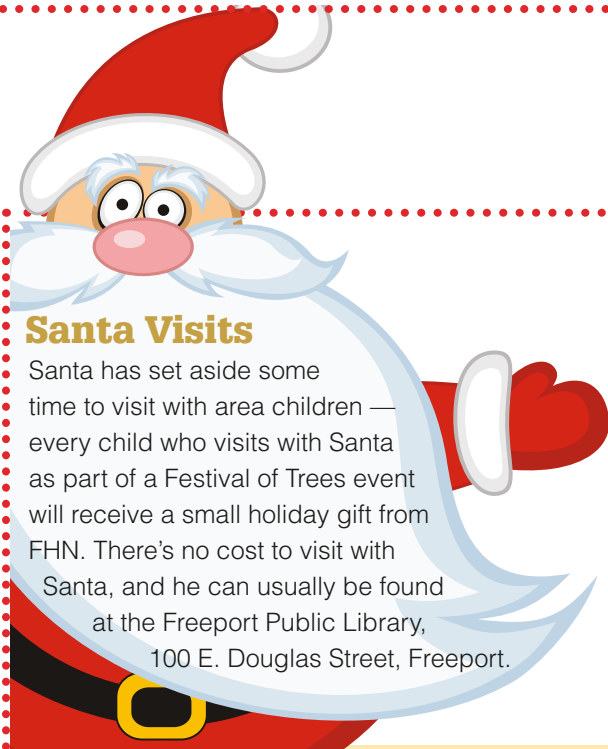 Santa Visits
Santa has set aside some
time to visit with area children —
every child who visits with Santa
as part of a Festival of Trees event
will receive a small holiday gift from
FHN. There’s no cost to visit with
Santa, and he can usually be found
at the Freeport Public Library,
100 E. Douglas Street, Freeport.